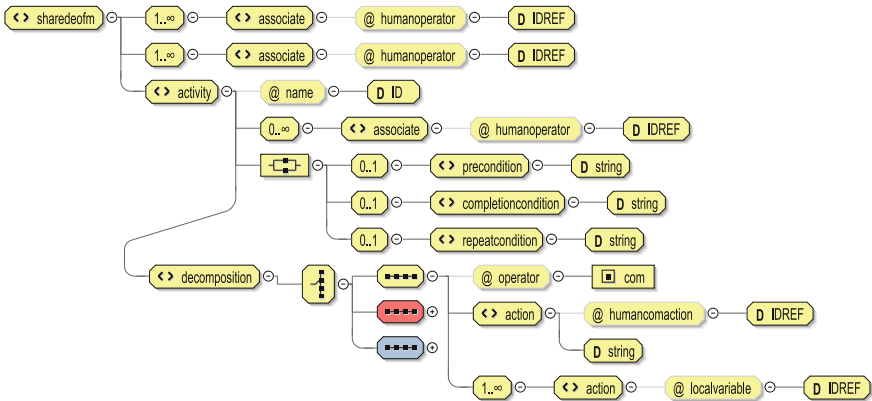 <> sharedeofm 1..∞ <> associate @ humanoperator D IDREF
1..∞ <> associate @ humanoperator D IDREF
<> activity @ name D ID
0..∞ <> associate @ humanoperator D IDREF
0..1 <> precondition D string
0..1 <> completioncondition D string
0..1 <> repeatcondition D string
<> decomposition @ operator com
<> action @ humancomaction D IDREF
D string
1..∞ <> action @ localvariable D IDREF